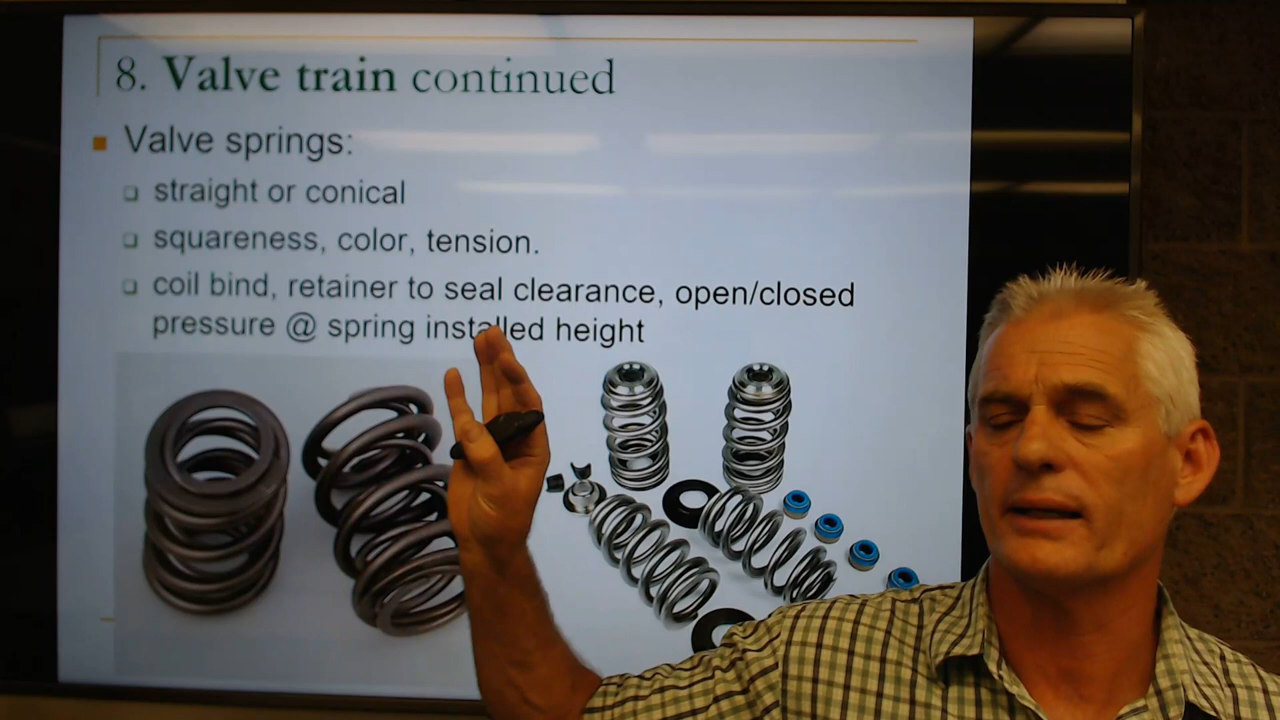 8. Valve train continued
Valve springs:
straight or conical
squareness, color, tension.
coil bind, retainer to seal clearance, open/closed
pressure @ spring installed height